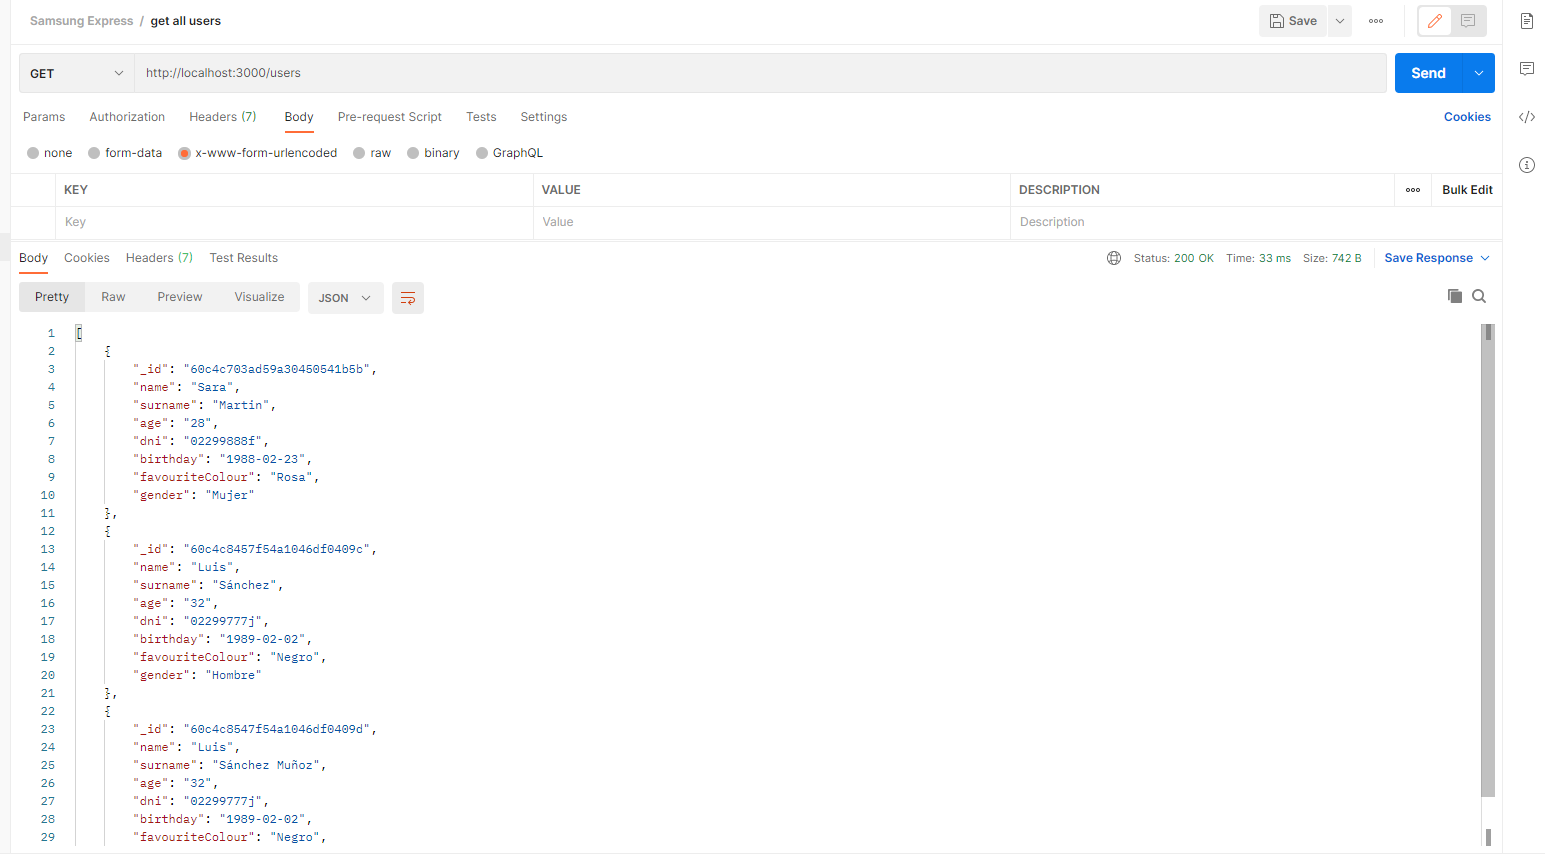 Samsung Express / get all users
Save
GET http://localhost:3000/users Send
Params Authorization Headers (7) Body Pre-request Script Tests Settings Cookies
none form-data x-www-form-urlencoded raw binary GraphQL
KEY VALUE DESCRIPTION Bulk Edit
Key Value Description
Body Cookies Headers (7) Test Results Status: 200 OK Time: 33 ms Size: 742 B Save Response
Pretty Raw Preview Visualize JSON
1 [
2 {
3 "_id": "60c4c703ad59a30450541b5b",
4 "name": "Sara",
5 "surname": "Martin",
6 "age": "28",
7 "dni": "02299888f",
8 "birthday": "1988-02-23",
9 "favouriteColour": "Rosa",
10 "gender": "Mujer"
11 },
12 {
13 "_id": "60c4c8457f54a1046df0409c",
14 "name": "Luis",
15 "surname": "Sánchez",
16 "age": "32",
17 "dni": "02299777j",
18 "birthday": "1989-02-02",
19 "favouriteColour": "Negro",
20 "gender": "Hombre"
21 },
22 {
23 "_id": "60c4c8547f54a1046df0409d",
24 "name": "Luis",
25 "surname": "Sánchez Muñoz",
26 "age": "32",
27 "dni": "02299777j",
28 "birthday": "1989-02-02",
29 "favouriteColour": "Negro",